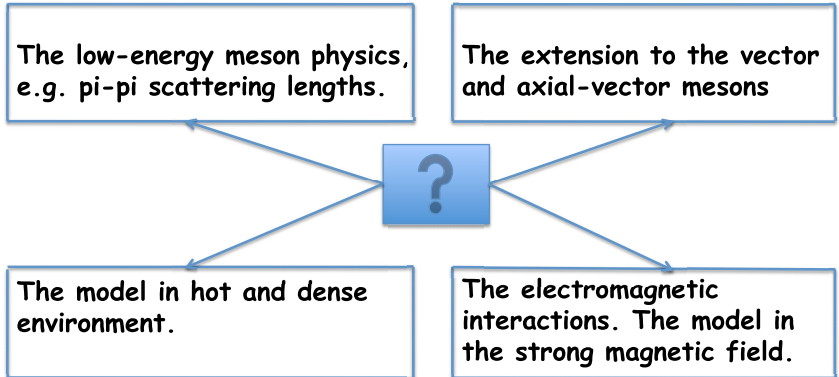 The low-energy meson physics,
e.g. pi-pi scattering lengths.
The extension to the vector
and axial-vector mesons
?
The model in hot and dense
environment.
The electromagnetic
interactions. The model in
the strong magnetic field.